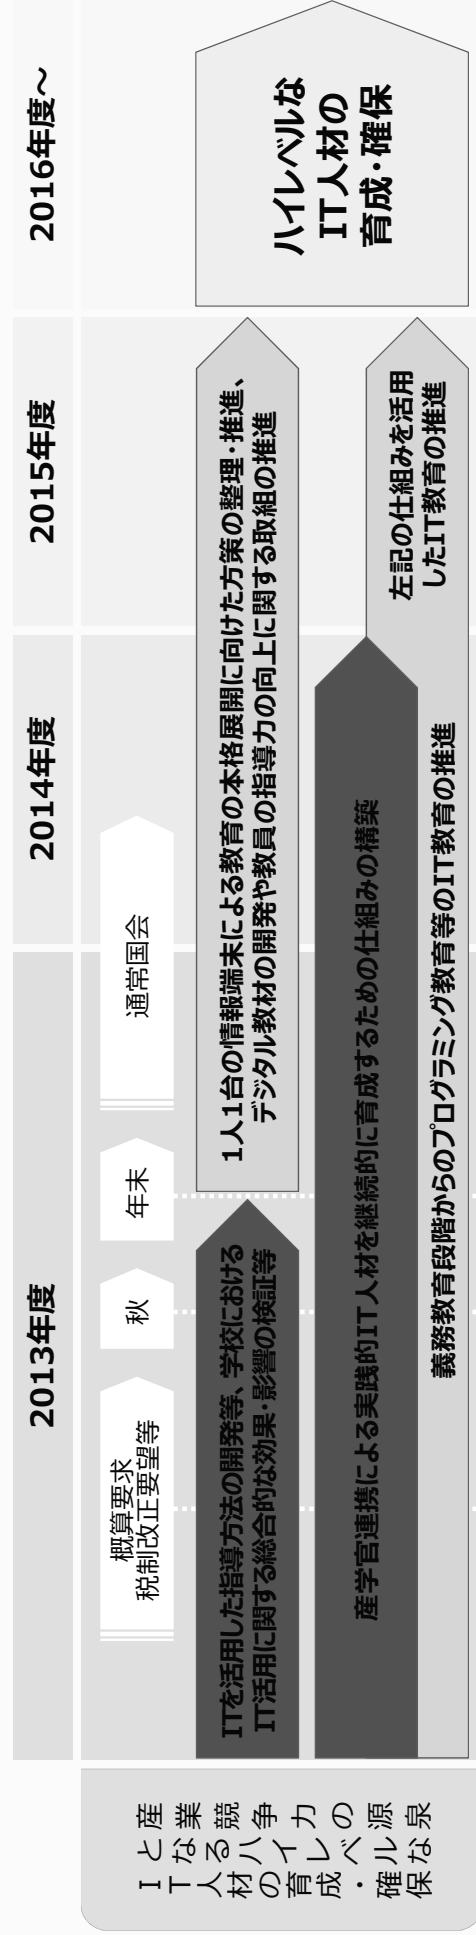 2013年度
2014年度
2015年度
2016年度～
概算要求
税制改正要望等
秋
年末
通常国会
産業競争力の源泉
となるハイレベルな
IT人材の育成・確保
ITを活用した指導方法の開発等、学校における
IT活用に関する総合的な効果・影響の検証等
1人1台の情報端末による教育の本格展開に向けた方策の整理・推進、
デジタル教材の開発や教員の指導力の向上に関する取組の推進
産学官連携による実践的IT人材を継続的に育成するための仕組みの構築
左記の仕組みを活用
したIT教育の推進
義務教育段階からのプログラミング教育等のIT教育の推進
ハイレベルな
IT人材の
育成・確保